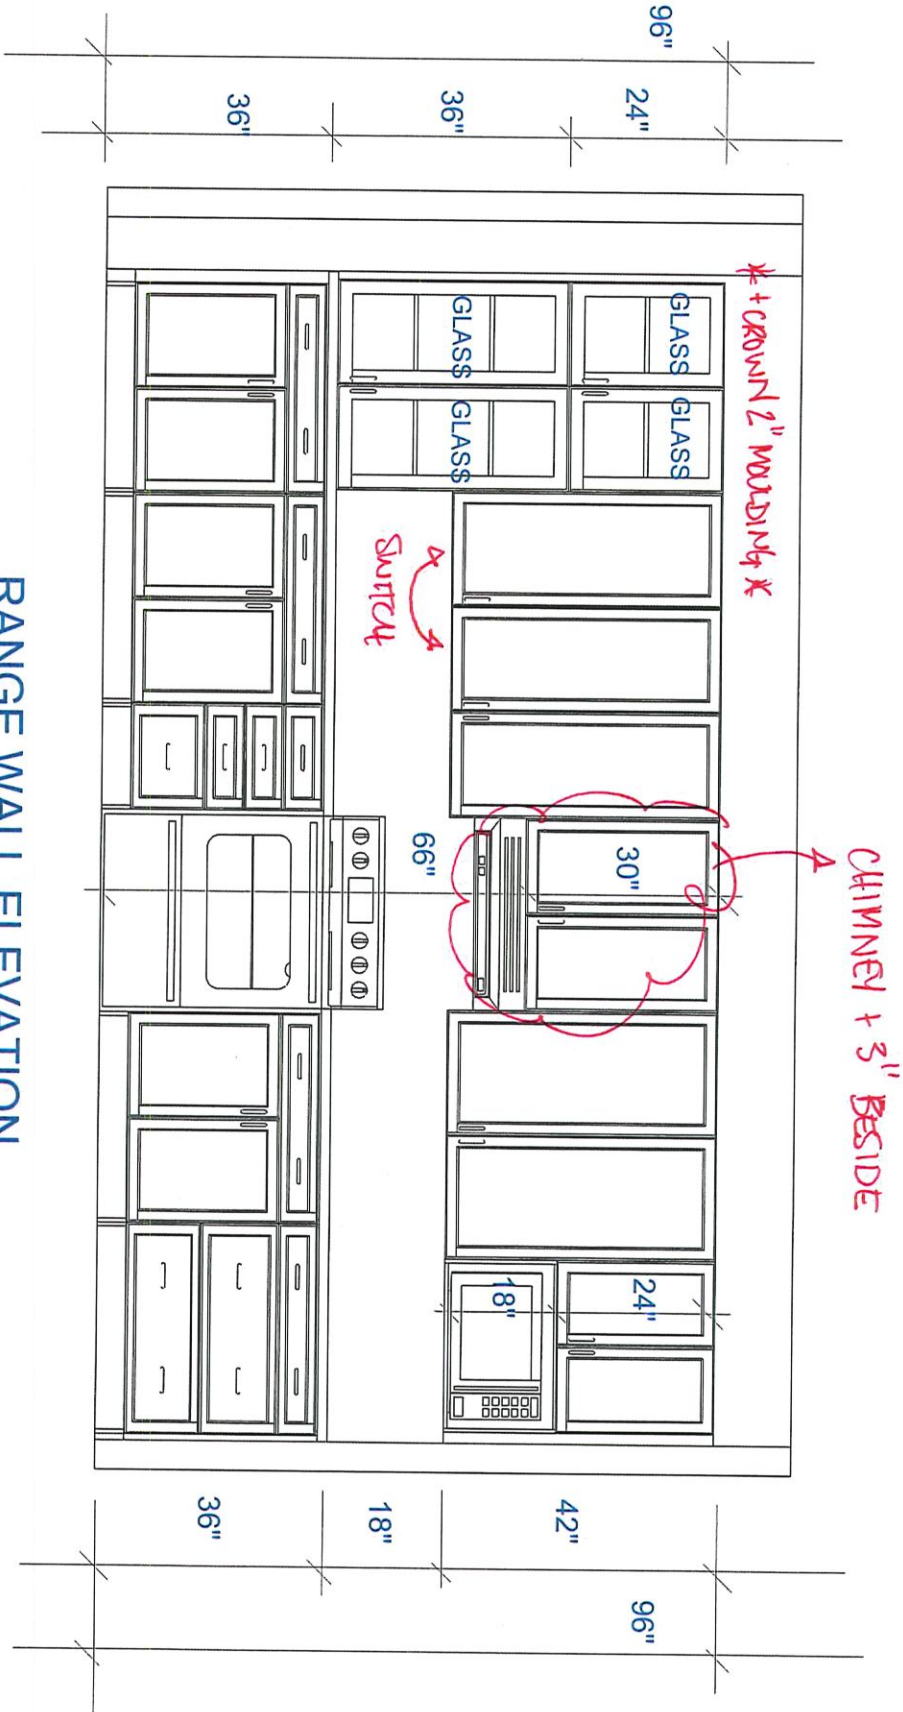 * + CROWN 2" MOULDING *
CHIMNEY + 3" BESIDE
96"
24"
36"
36"
GLASS GLASS
GLASS GLASS
SWITCH
30"
66"
24"
18"
42"
18"
36"
96"
RANGE WALL ELEVATION